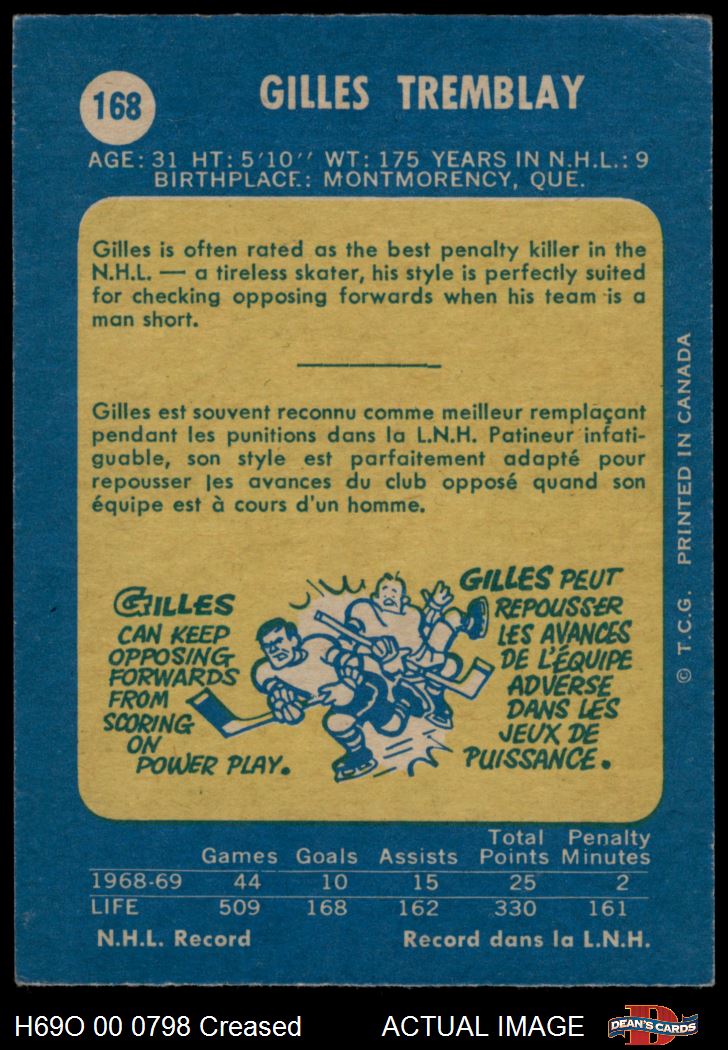 168
GILLES TREMBLAY
AGE: 31 HT: 5'10'' WT: 175 YEARS IN N.H.L.: 9
BIRTHPLACE: MONTMORENCY, QUE.
Gilles is often rated as the best penalty killer in the
N.H.L. — a tireless skater, his style is perfectly suited
for checking opposing forwards when his team is a
man short.
Gilles est souvent reconnu comme meilleur remplaçant
pendant les punitions dans la L.N.H. Patineur infati-
guable, son style est parfaitement adapté pour
repousser les avances du club opposé quand son
équipe est à cours d'un homme.
GILLES
CAN KEEP
OPPOSING
FORWARDS
FROM
SCORING
ON
POWER PLAY.
GILLES PEUT
REPOUSSER
LES AVANCES
DE L'ÉQUIPE
ADVERSE
DANS LES
JEUX DE
PUISSANCE.
© T.C.G. PRINTED IN CANADA
Total Penalty
Games Goals Assists Points Minutes
1968-69 44 10 15 25 2
LIFE 509 168 162 330 161
N.H.L. Record Record dans la L.N.H.
H69O 00 0798 Creased ACTUAL IMAGE
D
DEAN'S CARDS